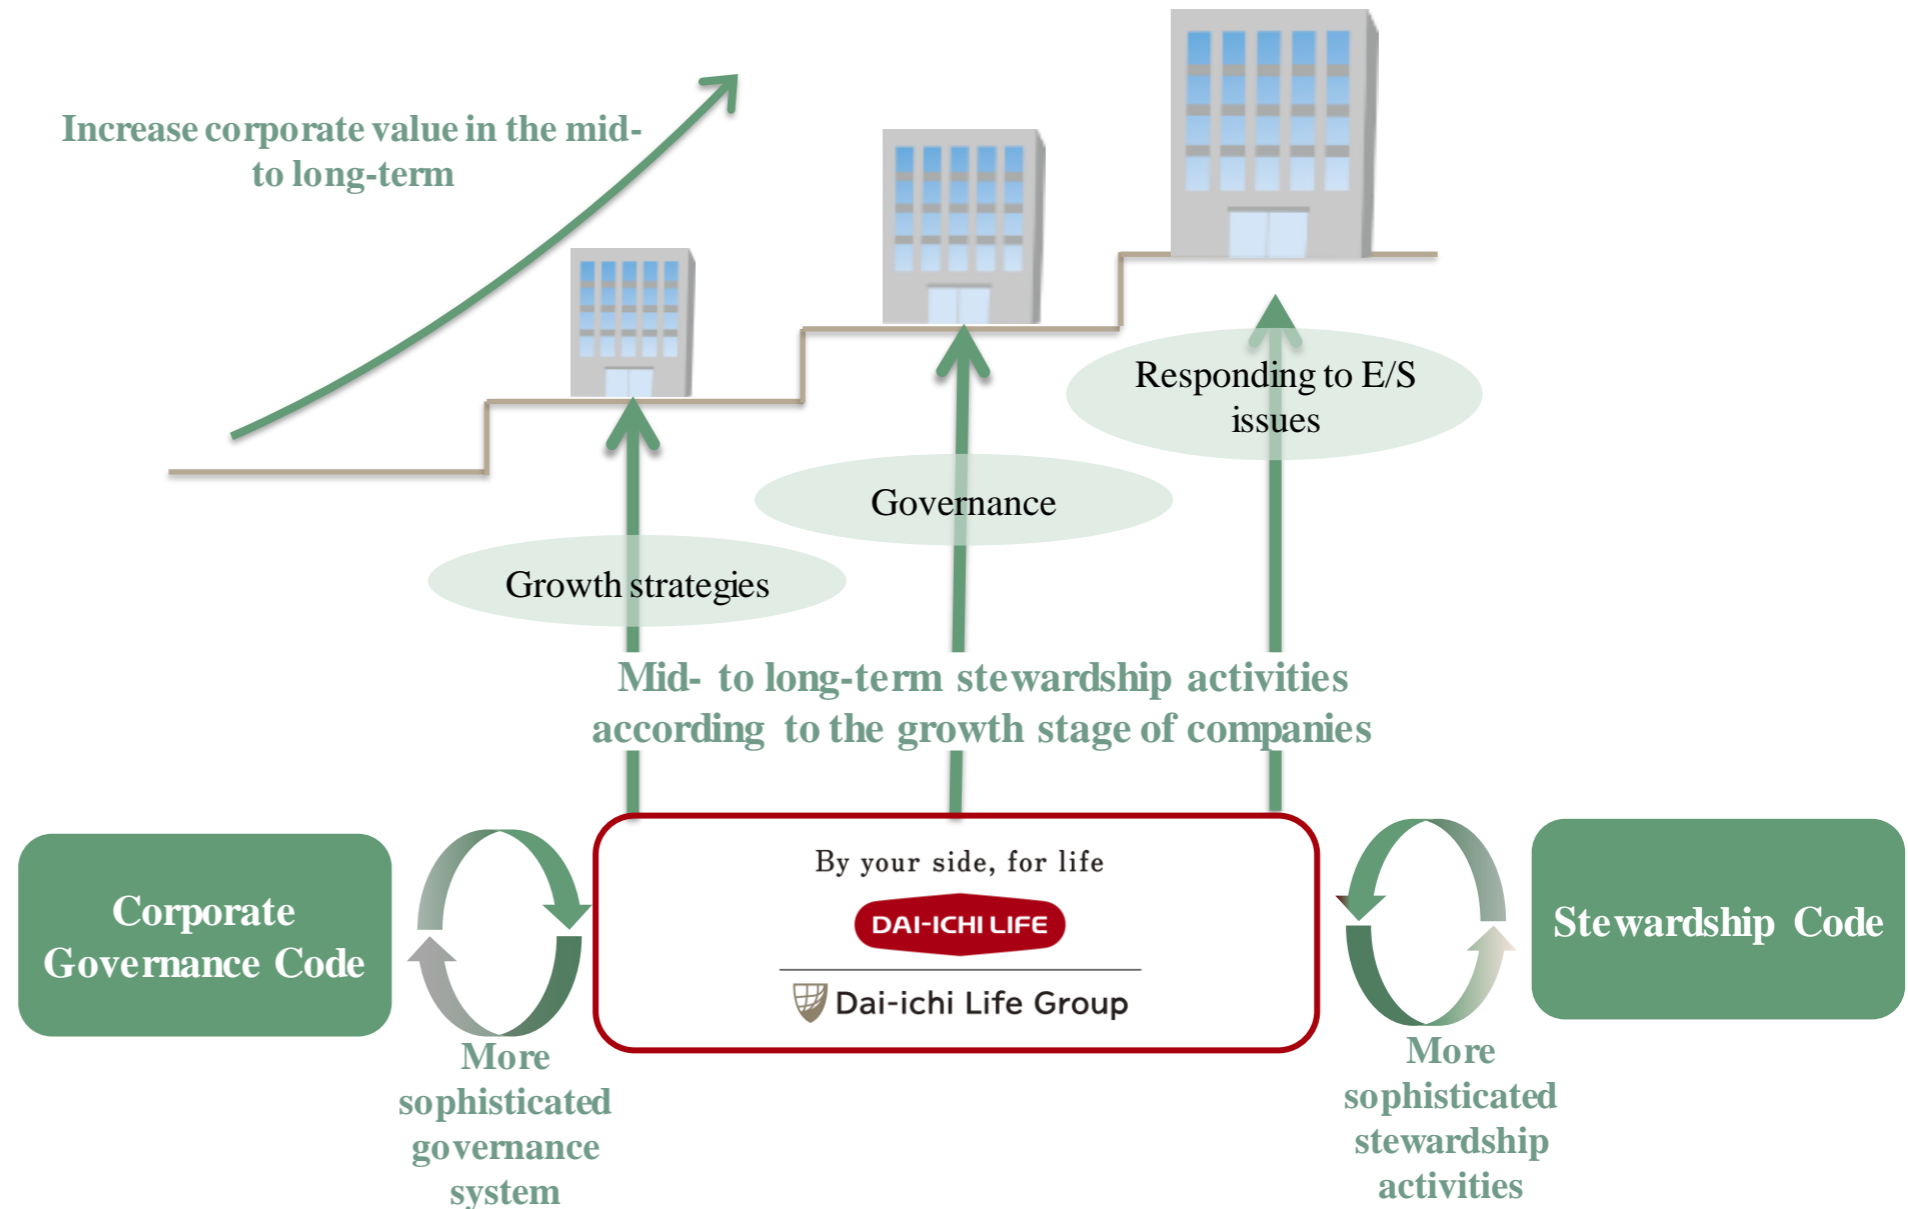 Increase corporate value in the mid-
to long-term
Responding to E/S
issues
Governance
Growth strategies
Mid- to long-term stewardship activities
according to the growth stage of companies
Corporate
Governance Code
More
sophisticated
governance
system
By your side, for life
DAI-ICHI LIFE
Dai-ichi Life Group
Stewardship Code
More
sophisticated
stewardship
activities